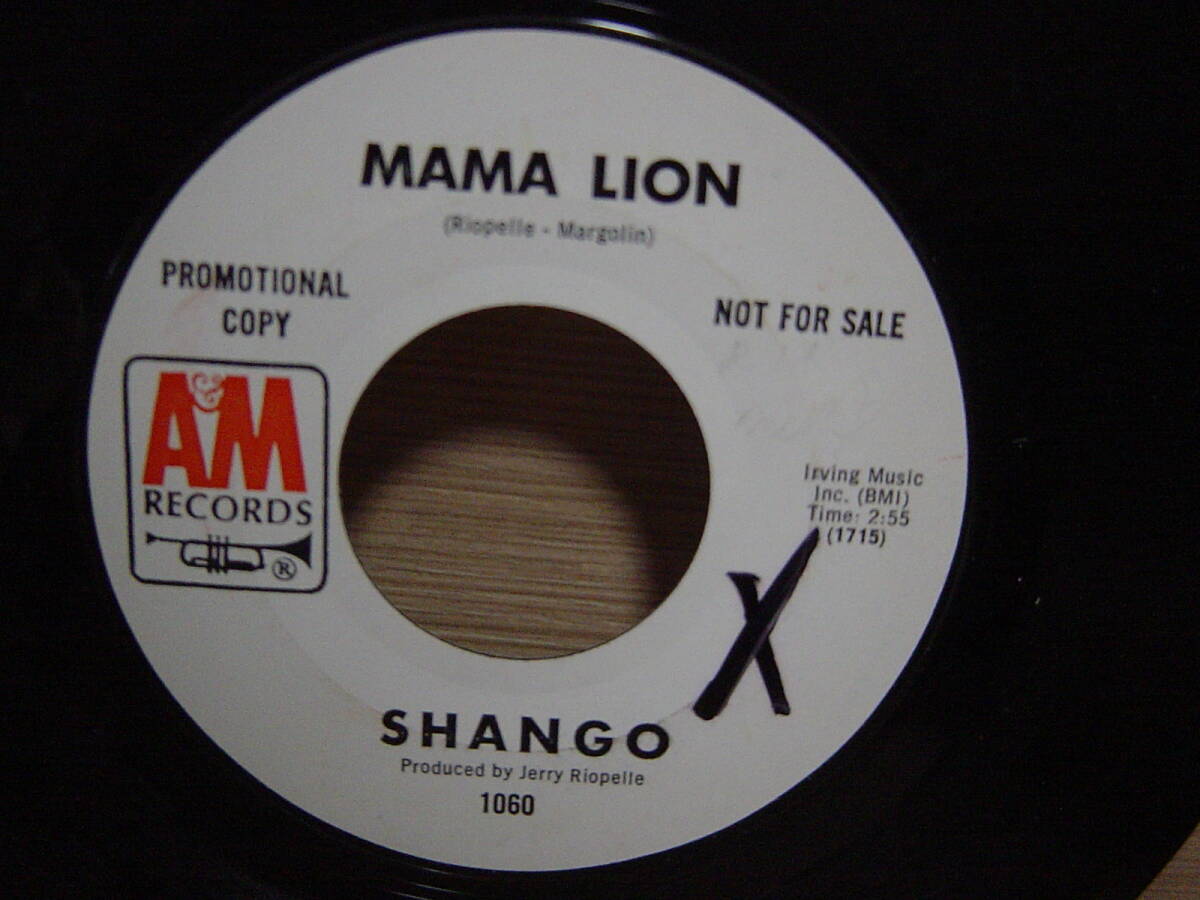 MAMA LION
(Riopelle - Margolin)
PROMOTIONAL
COPY
NOT FOR SALE
A&M
RECORDS
®
Irving Music
Inc. (BMI)
Time: 2:55
(1715)
X
SHANGO
Produced by Jerry Riopelle
1060